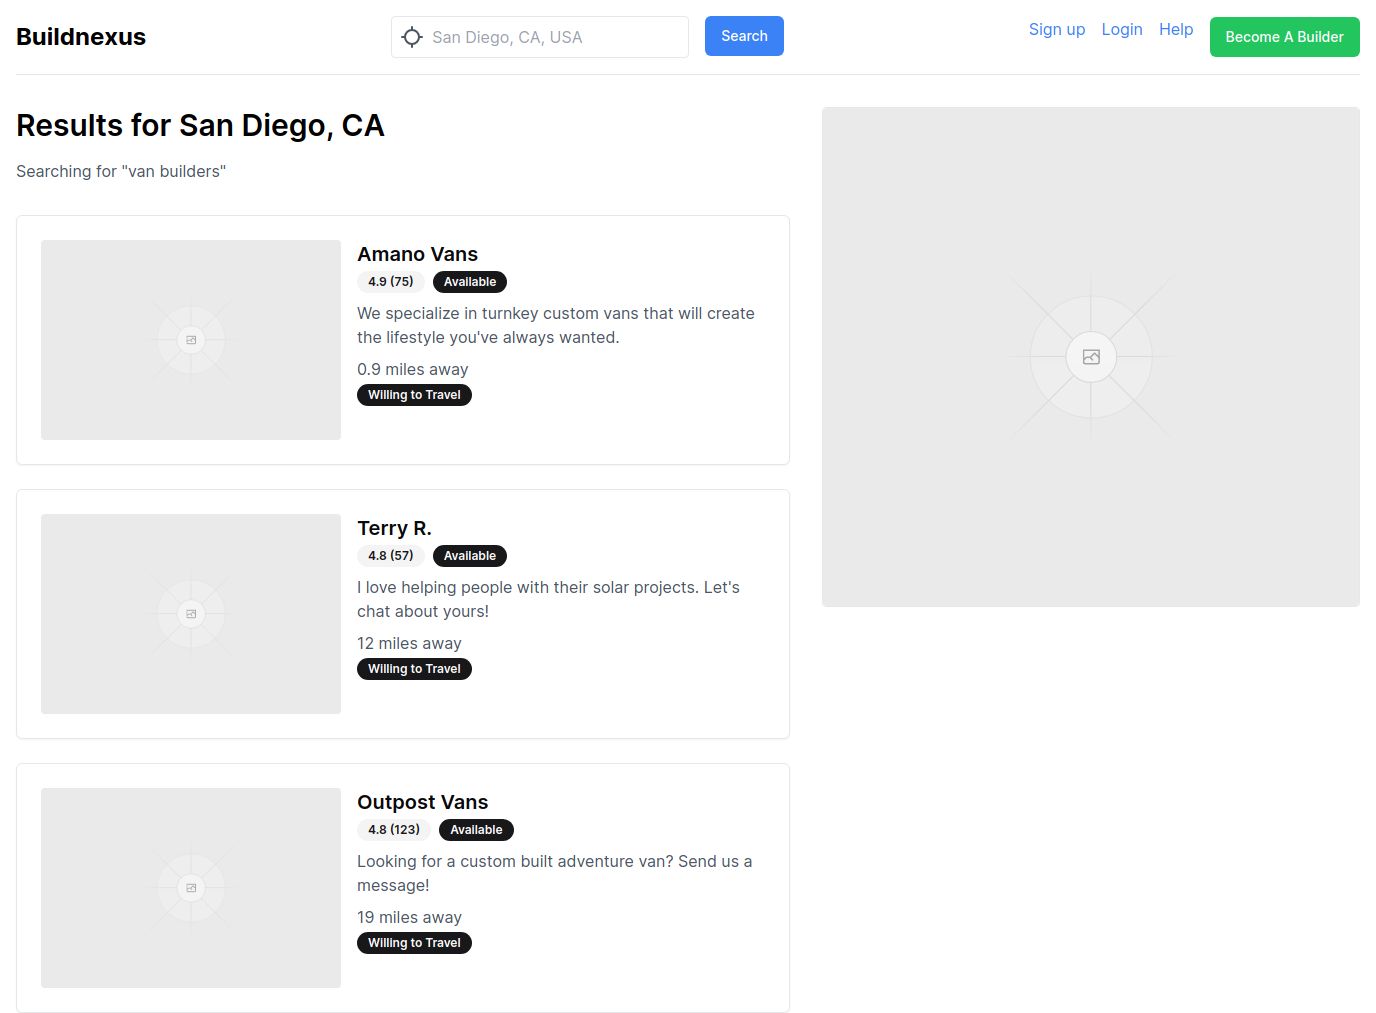 Buildnexus
San Diego, CA, USA
Search
Sign up
Login
Help
Become A Builder
Results for San Diego, CA
Searching for "van builders"
Amano Vans
4.9 (75)
Available
We specialize in turnkey custom vans that will create
the lifestyle you've always wanted.
0.9 miles away
Willing to Travel
Terry R.
4.8 (57)
Available
I love helping people with their solar projects. Let's
chat about yours!
12 miles away
Willing to Travel
Outpost Vans
4.8 (123)
Available
Looking for a custom built adventure van? Send us a
message!
19 miles away
Willing to Travel